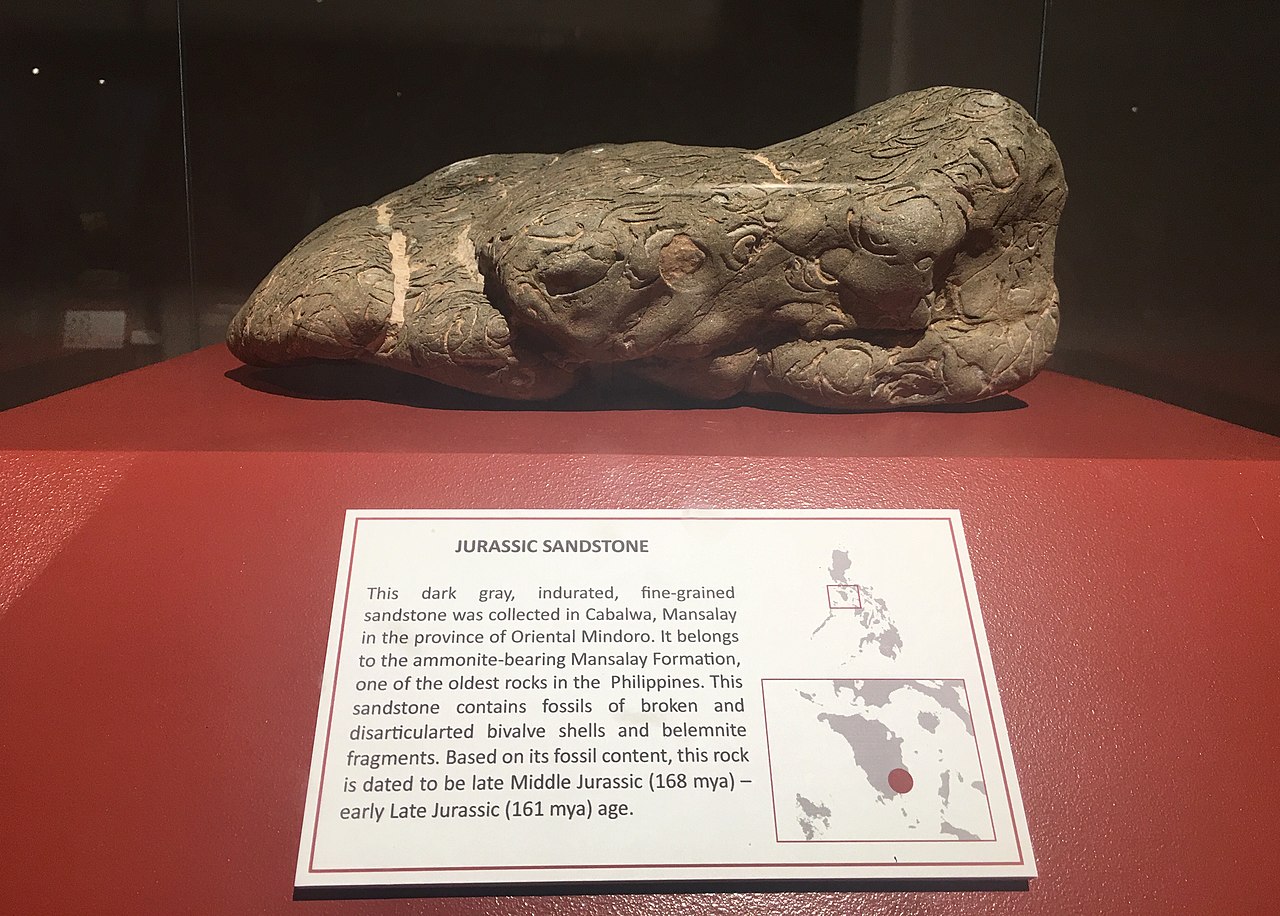 JURASSIC SANDSTONE
This dark gray, indurated, fine-grained
sandstone was collected in Cabalwa, Mansalay
in the province of Oriental Mindoro. It belongs
to the ammonite-bearing Mansalay Formation,
one of the oldest rocks in the Philippines. This
sandstone contains fossils of broken and
disarticularted bivalve shells and belemnite
fragments. Based on its fossil content, this rock
is dated to be late Middle Jurassic (168 mya) –
early Late Jurassic (161 mya) age.